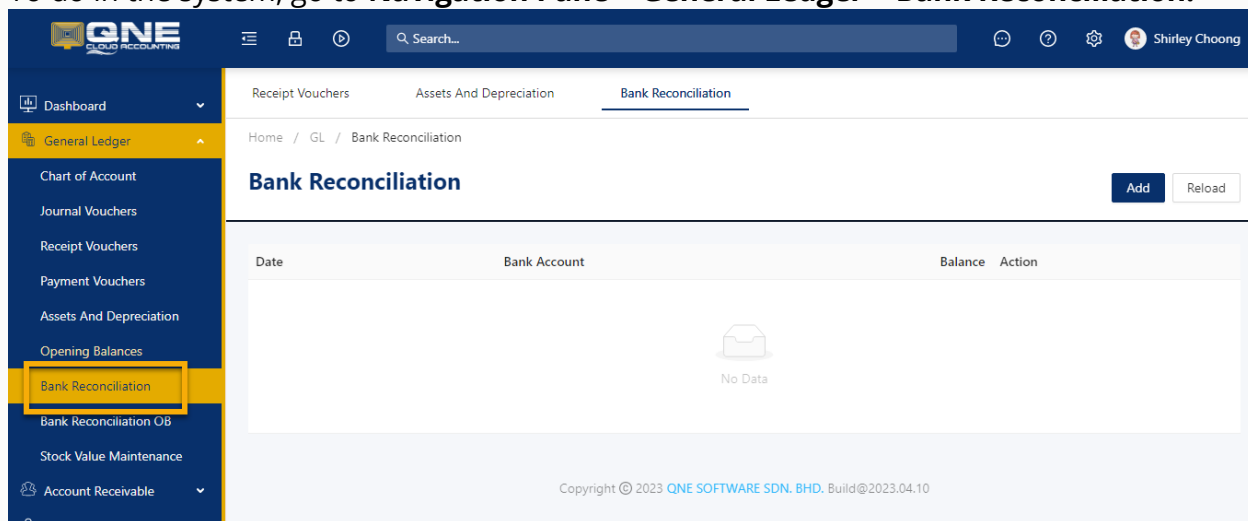 To do in the system, go to Navigation Pane – General Ledger – Bank Reconciliation.
QNE
CLOUD ACCOUNTING
Search...
Shirley Choong
Dashboard
General Ledger
Chart of Account
Journal Vouchers
Receipt Vouchers
Payment Vouchers
Assets And Depreciation
Opening Balances
Bank Reconciliation
Bank Reconciliation OB
Stock Value Maintenance
Account Receivable
Receipt Vouchers Assets And Depreciation Bank Reconciliation
Home / GL / Bank Reconciliation
Bank Reconciliation
Add Reload
Date Bank Account Balance Action
No Data
Copyright © 2023 QNE SOFTWARE SDN. BHD. Build@2023.04.10